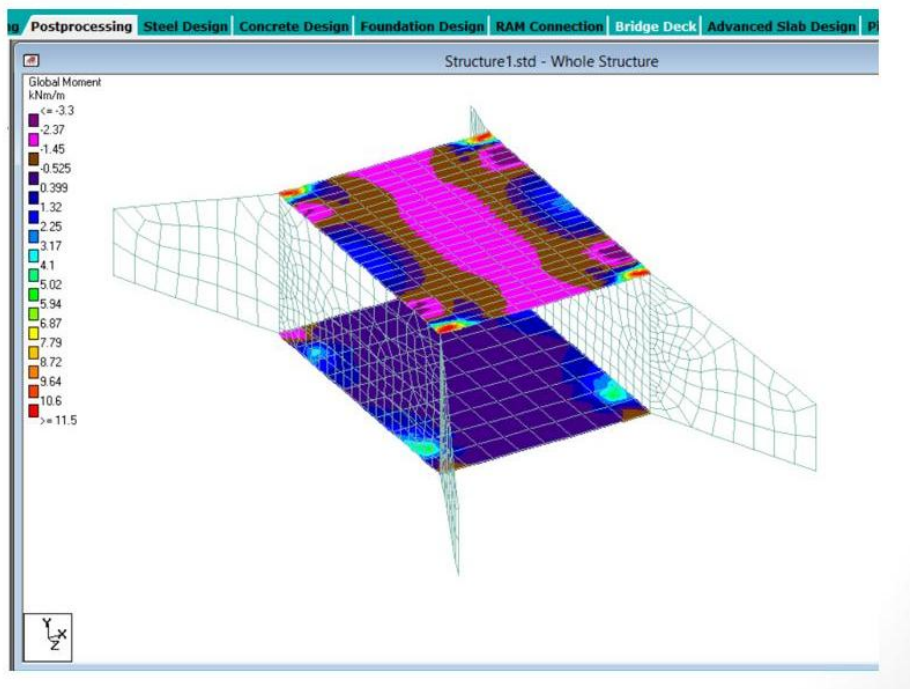 Postprocessing Steel Design Concrete Design Foundation Design RAM Connection Bridge Deck Advanced Slab Design
Structure1.std - Whole Structure
Global Moment
kNm/m
<= -3.3
-2.37
-1.45
-0.525
0.399
1.32
2.25
3.17
4.1
5.02
5.94
6.87
7.79
8.72
9.64
10.6
>= 11.5
Y
X
Z